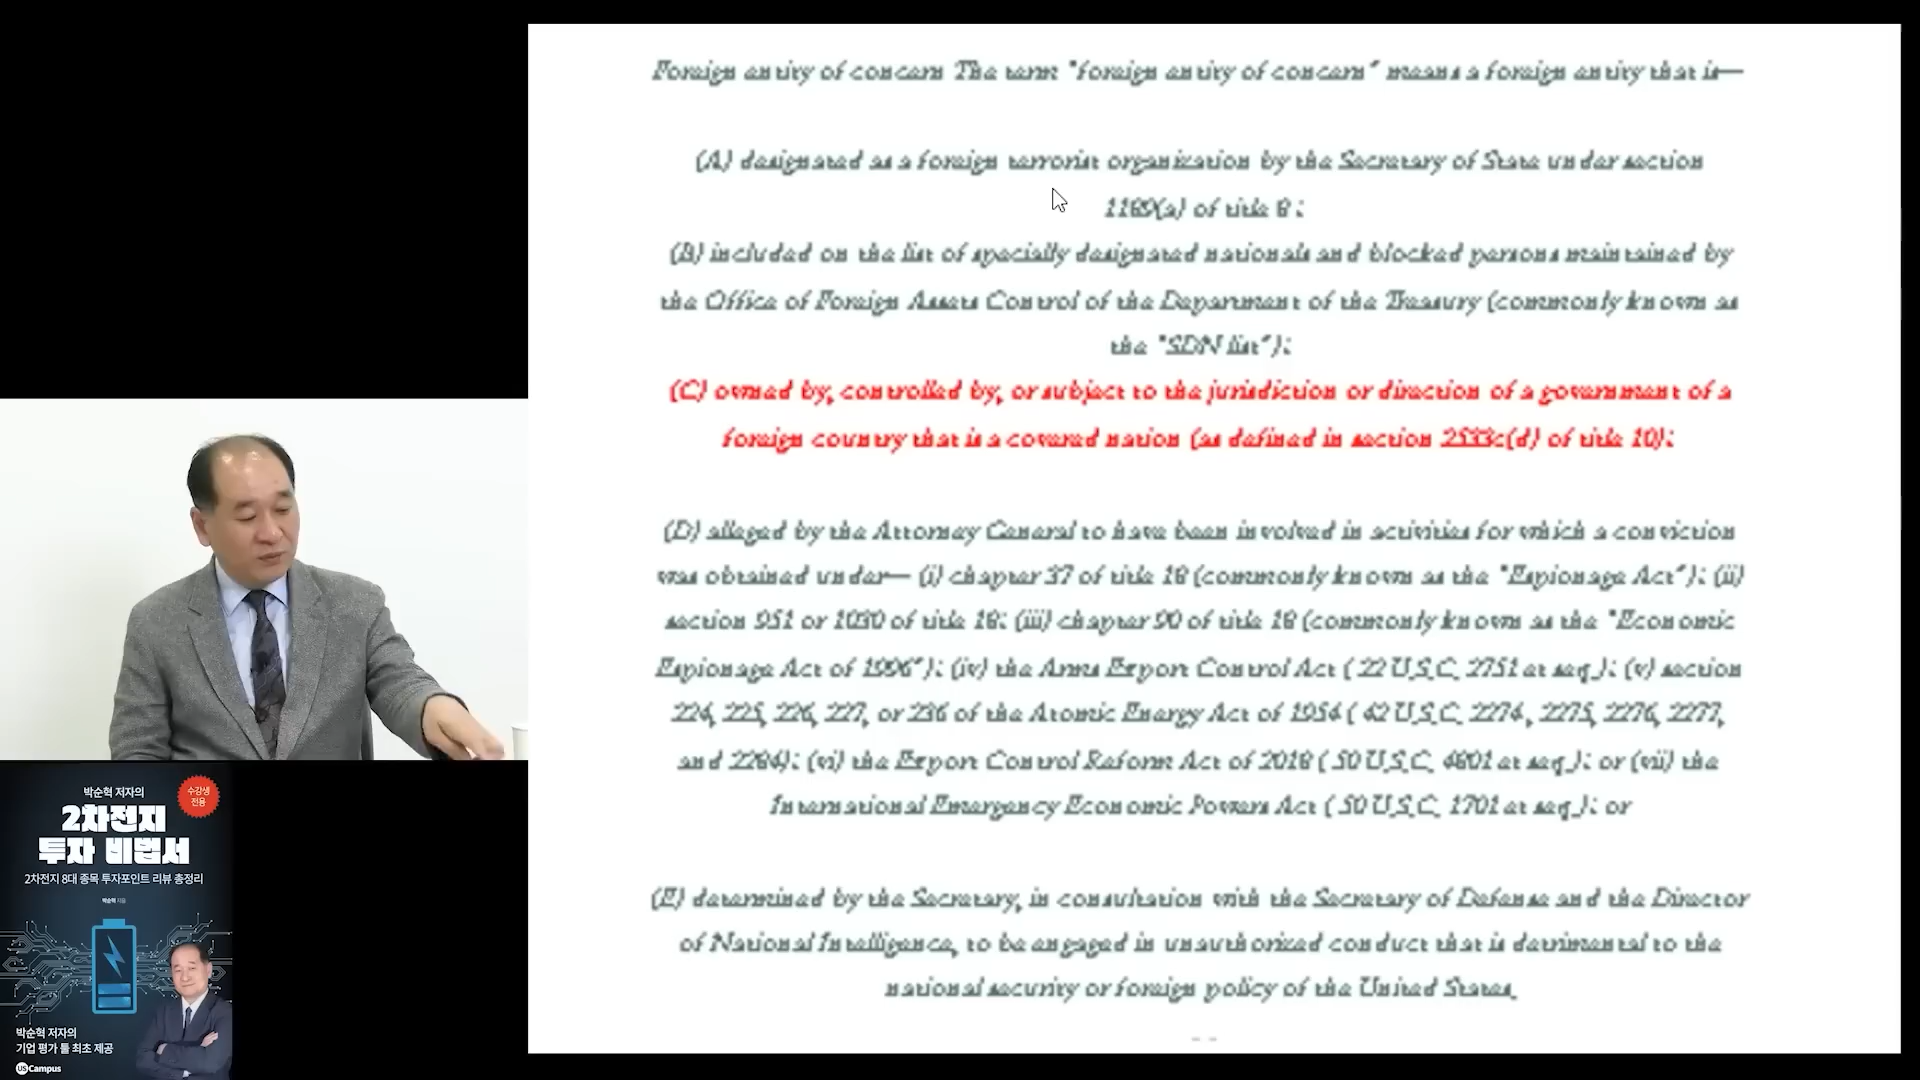 Foreign entity of concern The term "foreign entity of concern" means a foreign entity that is—
(A) designated as a foreign terrorist organization by the Secretary of State under section
1189(a) of title 8 ;
(B) included on the list of specially designated nationals and blocked persons maintained by
the Office of Foreign Assets Control of the Department of the Treasury (commonly known as
the "SDN list");
(C) owned by, controlled by, or subject to the jurisdiction or direction of a government of a
foreign country that is a covered nation (as defined in section 2533c(d) of title 10);
(D) alleged by the Attorney General to have been involved in activities for which a conviction
was obtained under— (i) chapter 37 of title 18 (commonly known as the "Espionage Act"); (ii)
section 951 or 1030 of title 18; (iii) chapter 90 of title 18 (commonly known as the "Economic
Espionage Act of 1996"); (iv) the Arms Export Control Act ( 22 U.S.C. 2751 et seq.); (v) section
224, 225, 226, 227, or 236 of the Atomic Energy Act of 1954 ( 42 U.S.C. 2274 , 2275, 2276, 2277,
and 2284); (vi) the Export Control Reform Act of 2018 ( 50 U.S.C. 4801 et seq.); or (vii) the
International Emergency Economic Powers Act ( 50 U.S.C. 1701 et seq.); or
(E) determined by the Secretary, in consultation with the Secretary of Defense and the Director
of National Intelligence, to be engaged in unauthorized conduct that is detrimental to the
national security or foreign policy of the United States.
박순혁 저자의
수강생
전용
2차전지
투자 비법서
2차전지 8대 종목 투자포인트 리뷰 총정리
박순혁 지음
박순혁 저자의
기업 평가 툴 최초 제공
US Campus